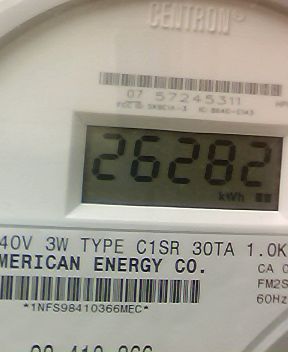 CENTRON®
07 57245311
26282
kWh
40V 3W TYPE C1SR 30TA 1.0K
MERICAN ENERGY CO.
CA 0
FM2S
60Hz
*1NFS98410366MEC*